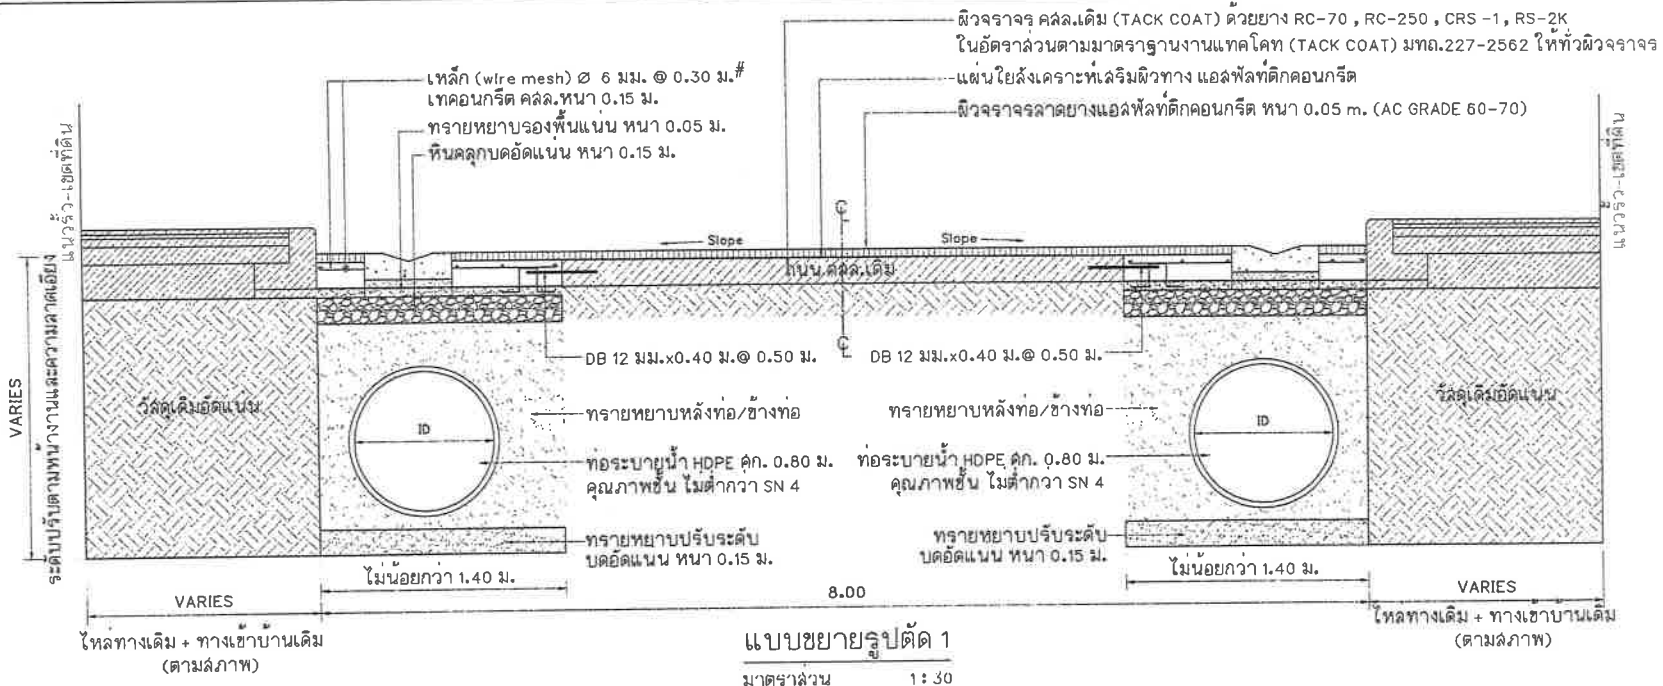 ผิวจราจร คสล.เดิม (TACK COAT) ด้วยยาง RC-70 , RC-250 , CRS -1, RS-2K
ในอัตราส่วนตามมาตราฐานงานแทคโคท (TACK COAT) มทถ.227-2562 ให้ทั่วผิวจราจร
แผ่นใยสังเคราะห์เสริมผิวทาง แอสฟัลท์ติกคอนกรีต
ผิวจราจรลาดยางแอสฟัลท์ติกคอนกรีต หนา 0.05 m. (AC GRADE 60-70)
เหล็ก (wire mesh) Ø 6 มม. @ 0.30 ม.#
เทคอนกรีต คสล.หนา 0.15 ม.
ทรายหยาบรองพื้นแน่น หนา 0.05 ม.
หินคลุกบดอัดแน่น หนา 0.15 ม.
แนวรั้ว-เขตที่ดิน
แนวรั้ว-เขตที่ดิน
Slope
Slope
ถนน.คสล.เดิม
DB 12 มม.x0.40 ม.@ 0.50 ม.
DB 12 มม.x0.40 ม.@ 0.50 ม.
VARIES
ระดับปรับตามหน้างานและความลาดเอียง
วัสดุเดิมอัดแน่น
วัสดุเดิมอัดแน่น
ID
ID
ทรายหยาบหลังท่อ/ข้างท่อ
ทรายหยาบหลังท่อ/ข้างท่อ
ท่อระบายน้ำ HDPE ศก. 0.80 ม.
คุณภาพชั้น ไม่ต่ำกว่า SN 4
ท่อระบายน้ำ HDPE ศก. 0.80 ม.
คุณภาพชั้น ไม่ต่ำกว่า SN 4
ทรายหยาบปรับระดับ
บดอัดแน่น หนา 0.15 ม.
ทรายหยาบปรับระดับ
บดอัดแน่น หนา 0.15 ม.
ไม่น้อยกว่า 1.40 ม.
ไม่น้อยกว่า 1.40 ม.
VARIES
8.00
VARIES
ไหล่ทางเดิม + ทางเข้าบ้านเดิม
(ตามสภาพ)
ไหล่ทางเดิม + ทางเข้าบ้านเดิม
(ตามสภาพ)
แบบขยายรูปตัด 1
มาตราส่วน 1 : 30